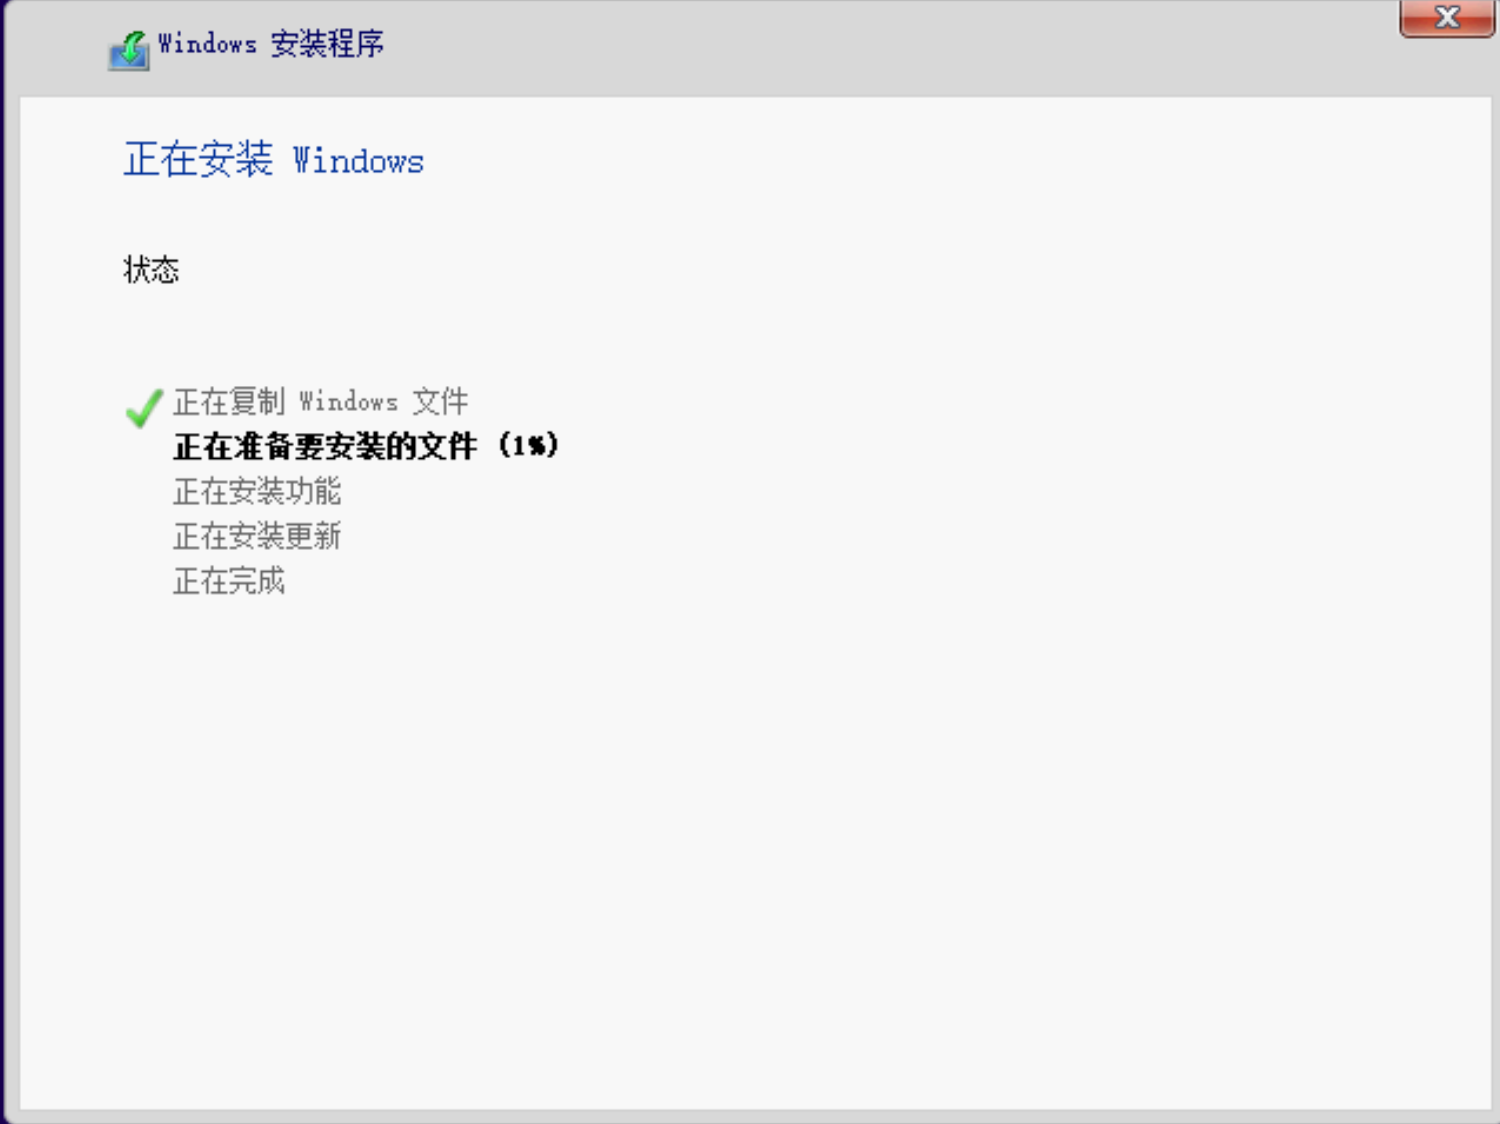 Windows 安装程序
正在安装 Windows
状态
正在复制 Windows 文件
正在准备要安装的文件 (1%)
正在安装功能
正在安装更新
正在完成